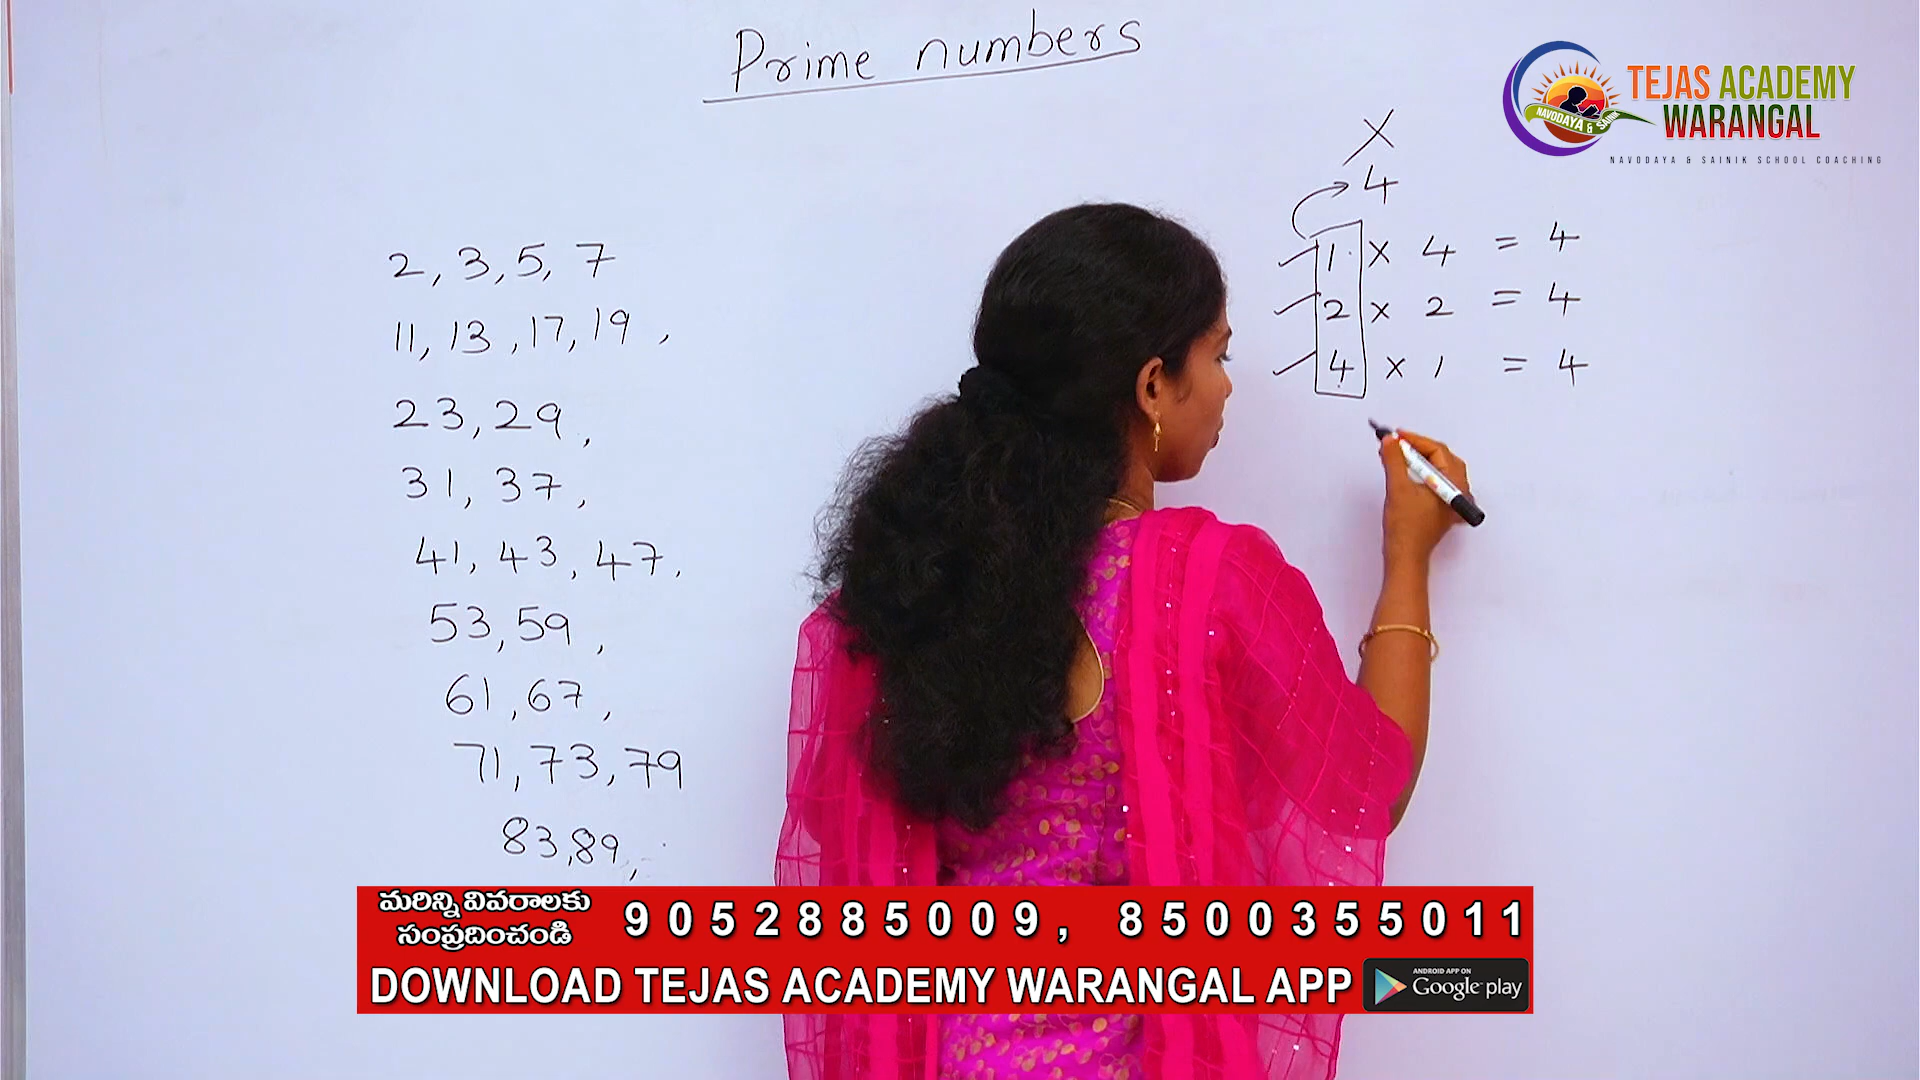 Prime numbers
TEJAS ACADEMY
WARANGAL
NAVODAYA & SAINIK
NAVODAYA & SAINIK SCHOOL COACHING
X
4
1 × 4 = 4
2 × 2 = 4
4 × 1 = 4
2, 3, 5, 7
11, 13, 17, 19,
23, 29,
31, 37,
41, 43, 47,
53, 59,
61, 67,
71, 73, 79
83, 89,
మరిన్ని వివరాలకు
సంప్రదించండి
9052885009, 8500355011
DOWNLOAD TEJAS ACADEMY WARANGAL APP
ANDROID APP ON
Google play